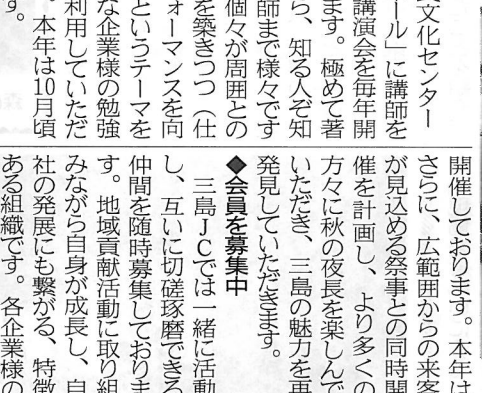 文化センター
ール」に講師を
講演会を毎年開
ます。極めて著
ら、知る人ぞ知
師まで様々です
個々が周囲との
を築きつつ（仕
ォーマンスを向
というテーマを
な企業様の勉強
利用していただ
本年は10月頃
す。
開催しております。本年は
さらに、広範囲からの来客
が見込める祭事との同時開
催を計画し、より多くの
方々に秋の夜長を楽しんで
いただき、三島の魅力を再
発見していただきます。
◆会員を募集中
三島JCでは一緒に活動
し、互いに切磋琢磨できる
仲間を随時募集しておりま
す。地域貢献活動に取り組
みながら自身が成長し、自
社の発展にも繋がる、特徴
ある組織です。各企業様の